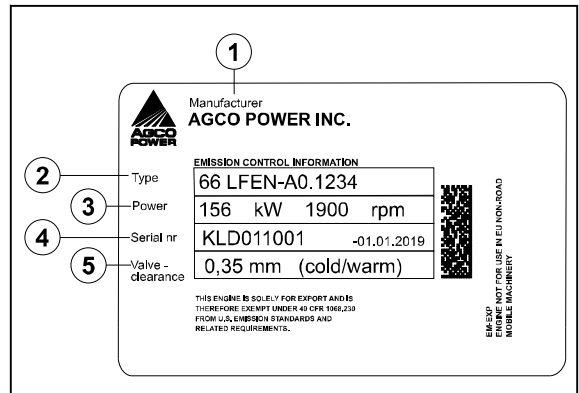 1
Manufacturer
AGCO POWER INC.
AGCO
POWER
EMISSION CONTROL INFORMATION
2 Type 66 LFEN-A0.1234
3 Power 156 kW 1900 rpm
4 Serial nr KLD011001 -01.01.2019
5 Valve -
clearance 0,35 mm (cold/warm)
THIS ENGINE IS SOLELY FOR EXPORT AND IS
THEREFORE EXEMPT UNDER 40 CFR 1068,230
FROM U.S. EMISSION STANDARDS AND
RELATED REQUIREMENTS.
EM-EXP
ENGINE NOT FOR USE IN EU NON-ROAD
MOBILE MACHINERY